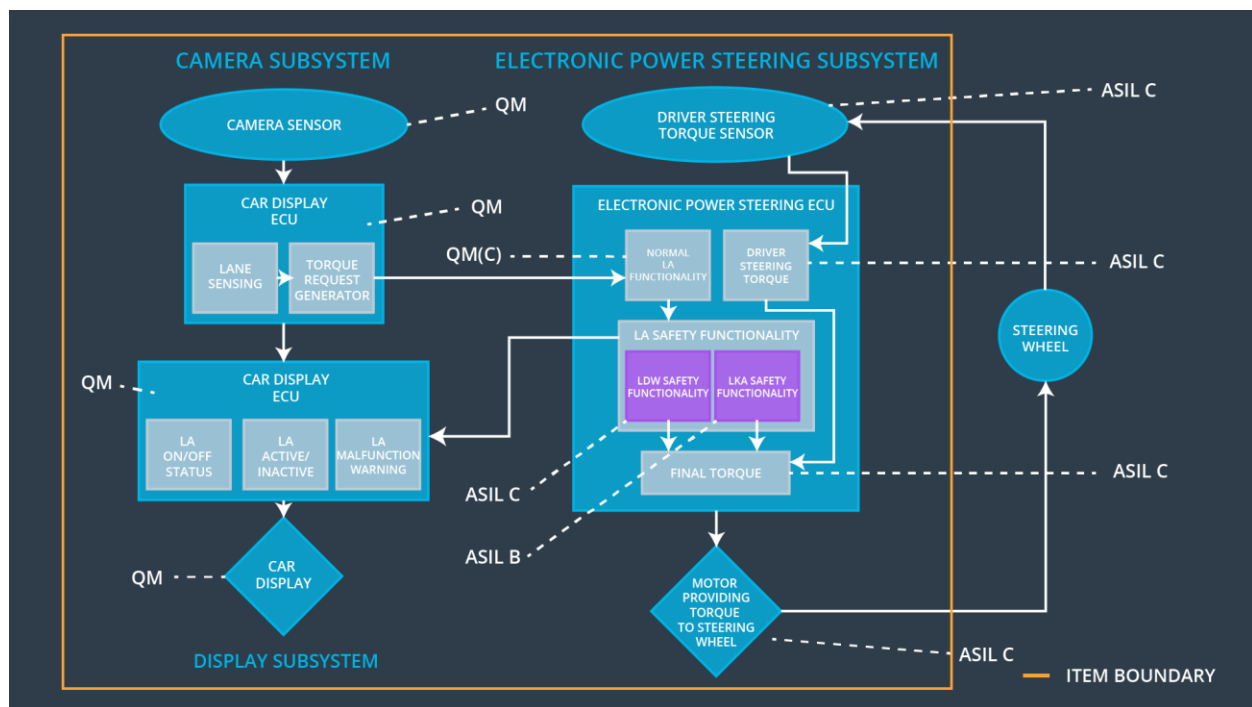 CAMERA SUBSYSTEM
ELECTRONIC POWER STEERING SUBSYSTEM
QM
ASIL C
CAMERA SENSOR
DRIVER STEERING
TORQUE SENSOR
CAR DISPLAY
ECU
QM
ELECTRONIC POWER STEERING ECU
LANE
SENSING
TORQUE
REQUEST
GENERATOR
QM(C)
NORMAL
LA
FUNCTIONALITY
DRIVER
STEERING
TORQUE
ASIL C
STEERING
WHEEL
LA SAFETY FUNCTIONALITY
QM
CAR DISPLAY
ECU
LDW SAFETY
FUNCTIONALITY
LKA SAFETY
FUNCTIONALITY
LA
ON/OFF
STATUS
LA
ACTIVE/
INACTIVE
LA
MALFUNCTION
WARNING
FINAL TORQUE
ASIL C
ASIL C
ASIL B
QM
CAR
DISPLAY
MOTOR
PROVIDING
TORQUE
TO STEERING
WHEEL
DISPLAY SUBSYSTEM
ASIL C
ITEM BOUNDARY